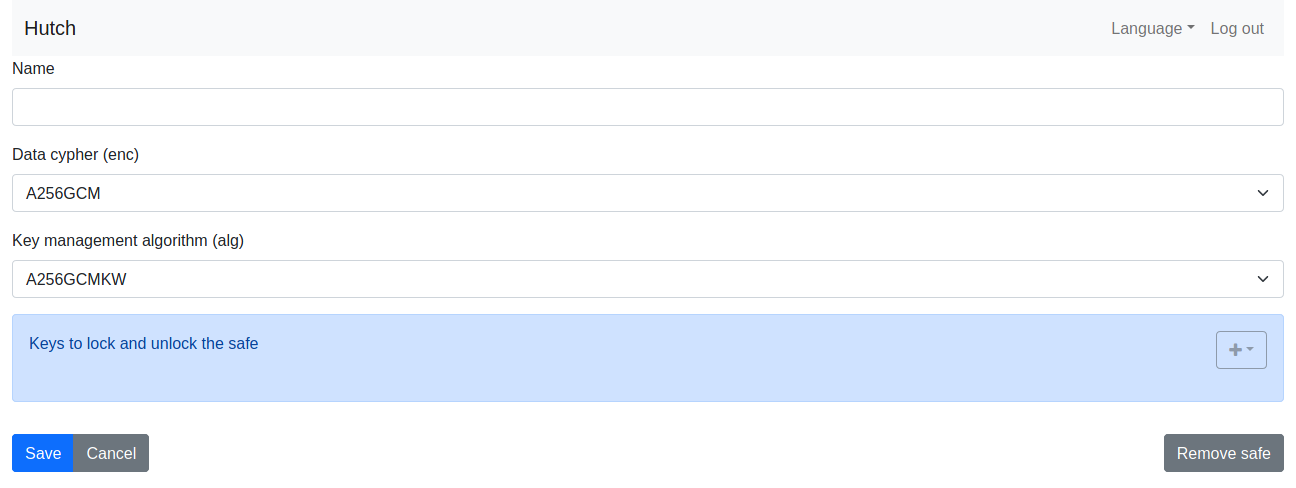 Hutch
Language
Log out
Name
Data cypher (enc)
A256GCM
Key management algorithm (alg)
A256GCMKW
Keys to lock and unlock the safe
Save
Cancel
Remove safe